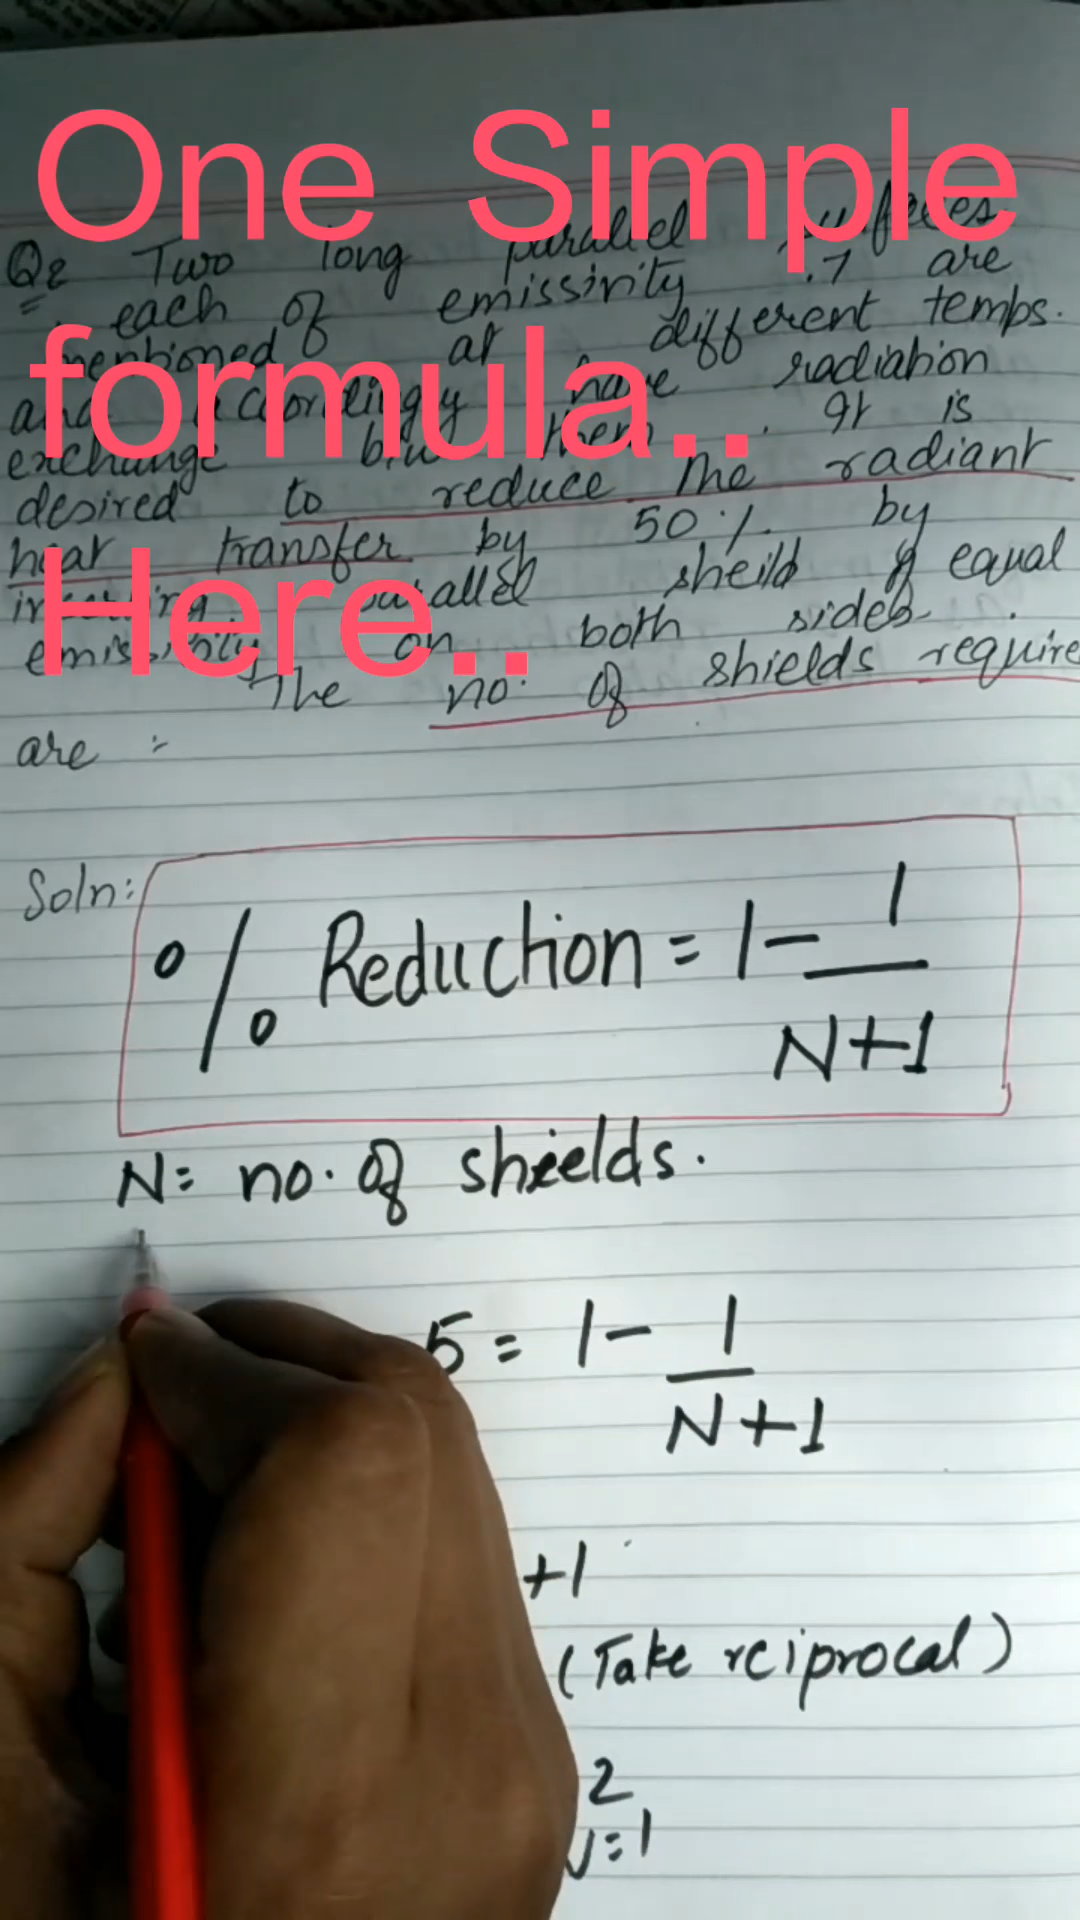 One Simple
formula..
Here..
Q2 Two long parallel surfaces
each of emissivity .7 are
mentioned at different temps.
and accordingly have radiation
exchange b/w them. It is
desired to reduce the radiant
heat transfer by 50% by
inserting parallel sheild of equal
emissivity on both sides.
The no. of shields require
are :-
Soln:
% Reduction = 1 - 1/N+1
N = no. of shields.
5 = 1 - 1/N+1
+1
(Take reciprocal)
2
N=1